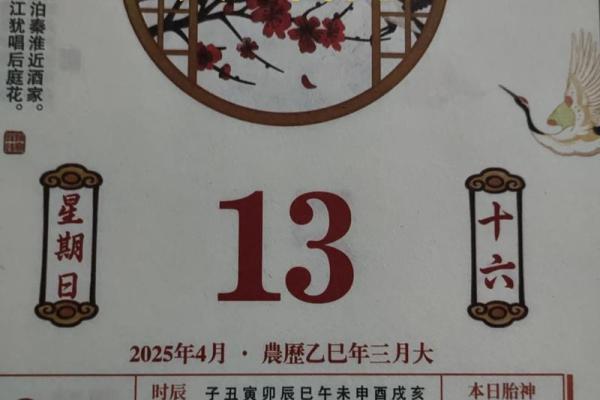 泊秦淮近酒家。
江犹唱后庭花。
星期日
13
十六
2025年4月 · 農歷乙巳年三月大
时辰 子丑寅卯辰巳午未申酉戌亥 本日胎神